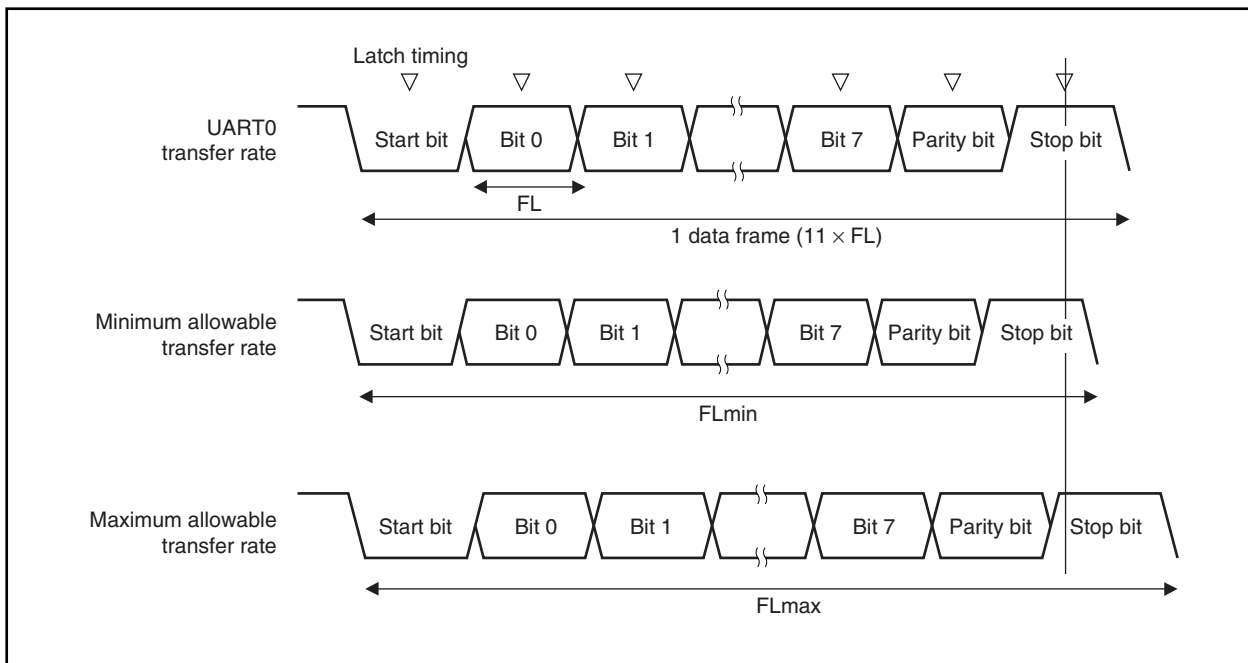 Latch timing
UART0
transfer rate
Start bit
Bit 0
Bit 1
Bit 7
Parity bit
Stop bit
FL
1 data frame (11 × FL)
Minimum allowable
transfer rate
Start bit
Bit 0
Bit 1
Bit 7
Parity bit
Stop bit
FLmin
Maximum allowable
transfer rate
Start bit
Bit 0
Bit 1
Bit 7
Parity bit
Stop bit
FLmax